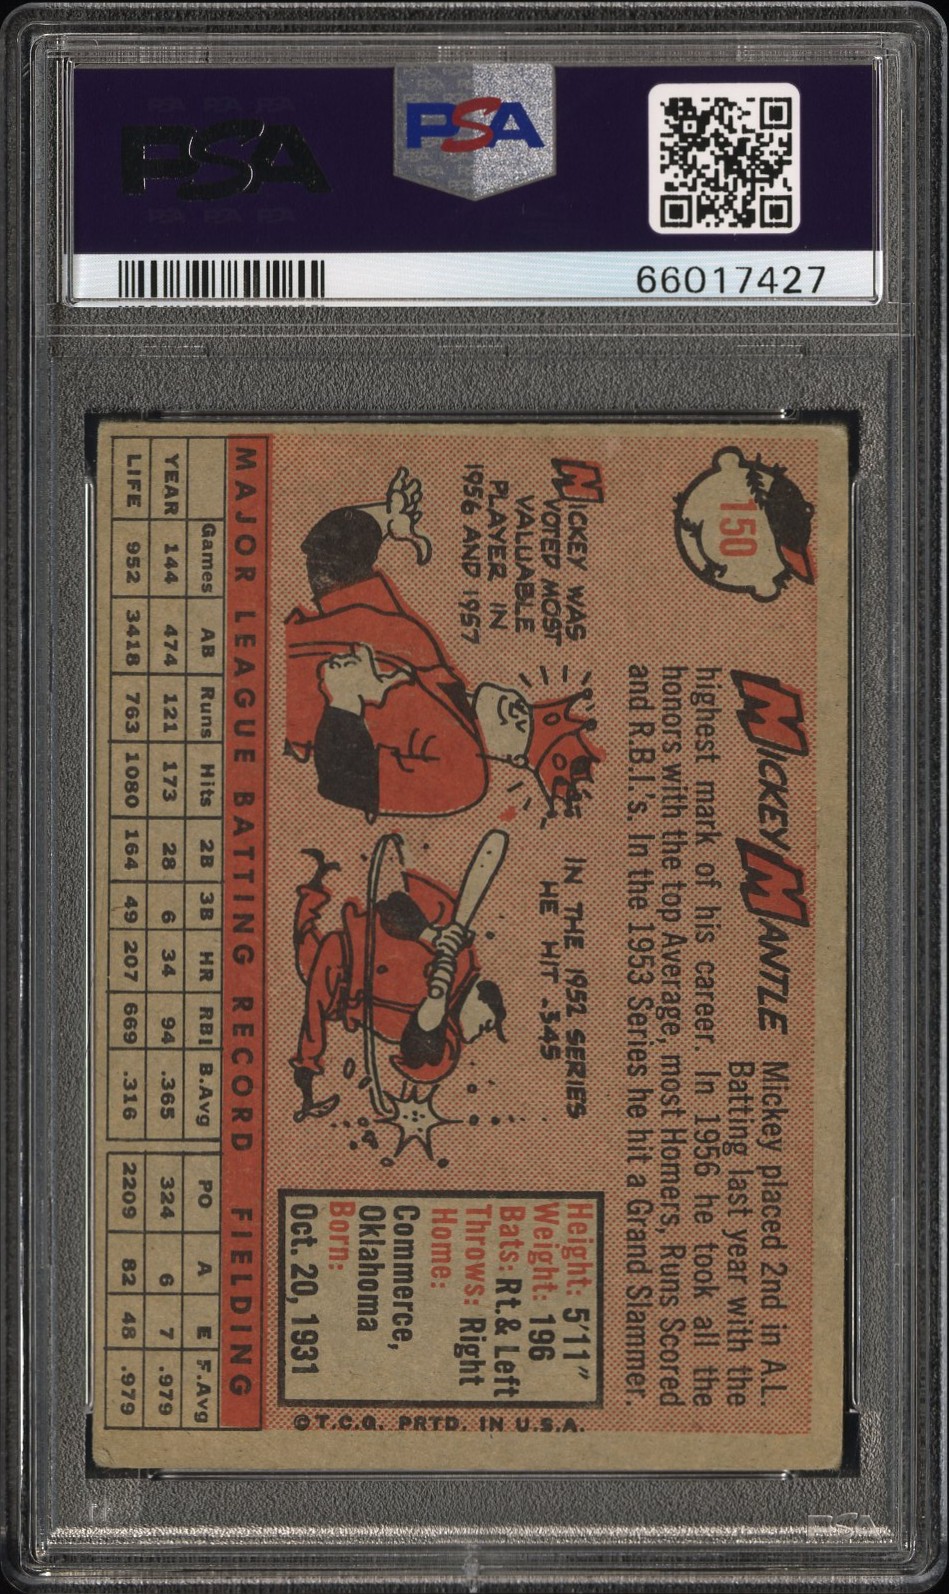 PSA
PSA
66017427
150
MICKEY MANTLE
Mickey placed 2nd in A.L.
Batting last year with the
highest mark of his career. In 1956 he took all the
honors with the top Average, most Homers, Runs Scored
and R.B.I.'s. In the 1953 Series he hit a Grand Slammer.
MICKEY WAS
VOTED MOST
VALUABLE
PLAYER IN
1956 AND 1957
IN THE 1952 SERIES
HE HIT .345
Height: 5'11"
Weight: 196
Bats: Rt.& Left
Throws: Right
Home:
Commerce,
Oklahoma
Born:
Oct. 20, 1931
©T.C.G. PRTD. IN U.S.A.
MAJOR LEAGUE BATTING RECORD FIELDING
Games AB Runs Hits 2B 3B HR RBI B.Avg PO A E F.Avg
YEAR 144 474 121 173 28 6 34 94 .365 324 6 7 .979
LIFE 952 3418 763 1080 164 49 207 669 .316 2209 82 48 .979